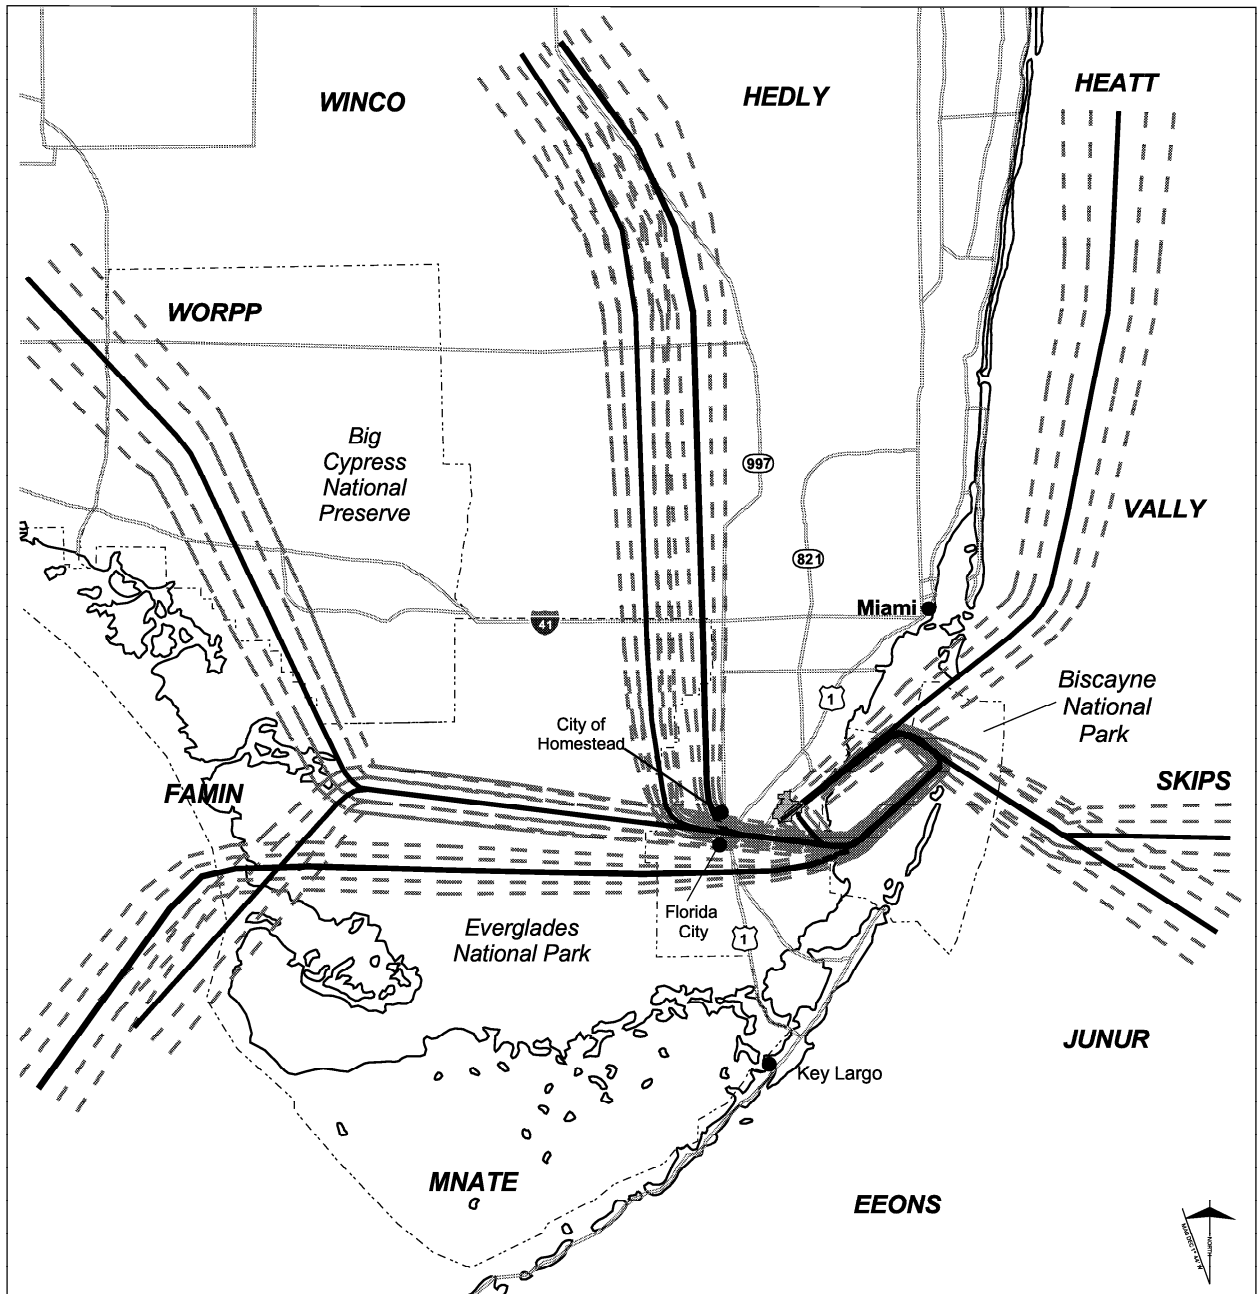 HEATT
WINCO
HEDLY
WORPP
Big
Cypress
National
Preserve
997
VALLY
821
Miami
41
Biscayne
National
Park
1
City of
Homestead
SKIPS
FAMIN
Florida
City
Everglades
National Park
1
JUNUR
Key Largo
MNATE
EEONS
NORTH